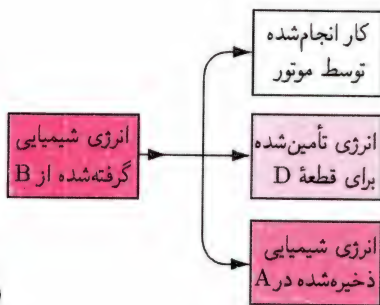 کار انجام‌شده
توسط موتور
انرژی شیمیایی
گرفته‌شده از B
انرژی تأمین‌شده
برای قطعهٔ D
انرژی شیمیایی
ذخیره‌شده در A